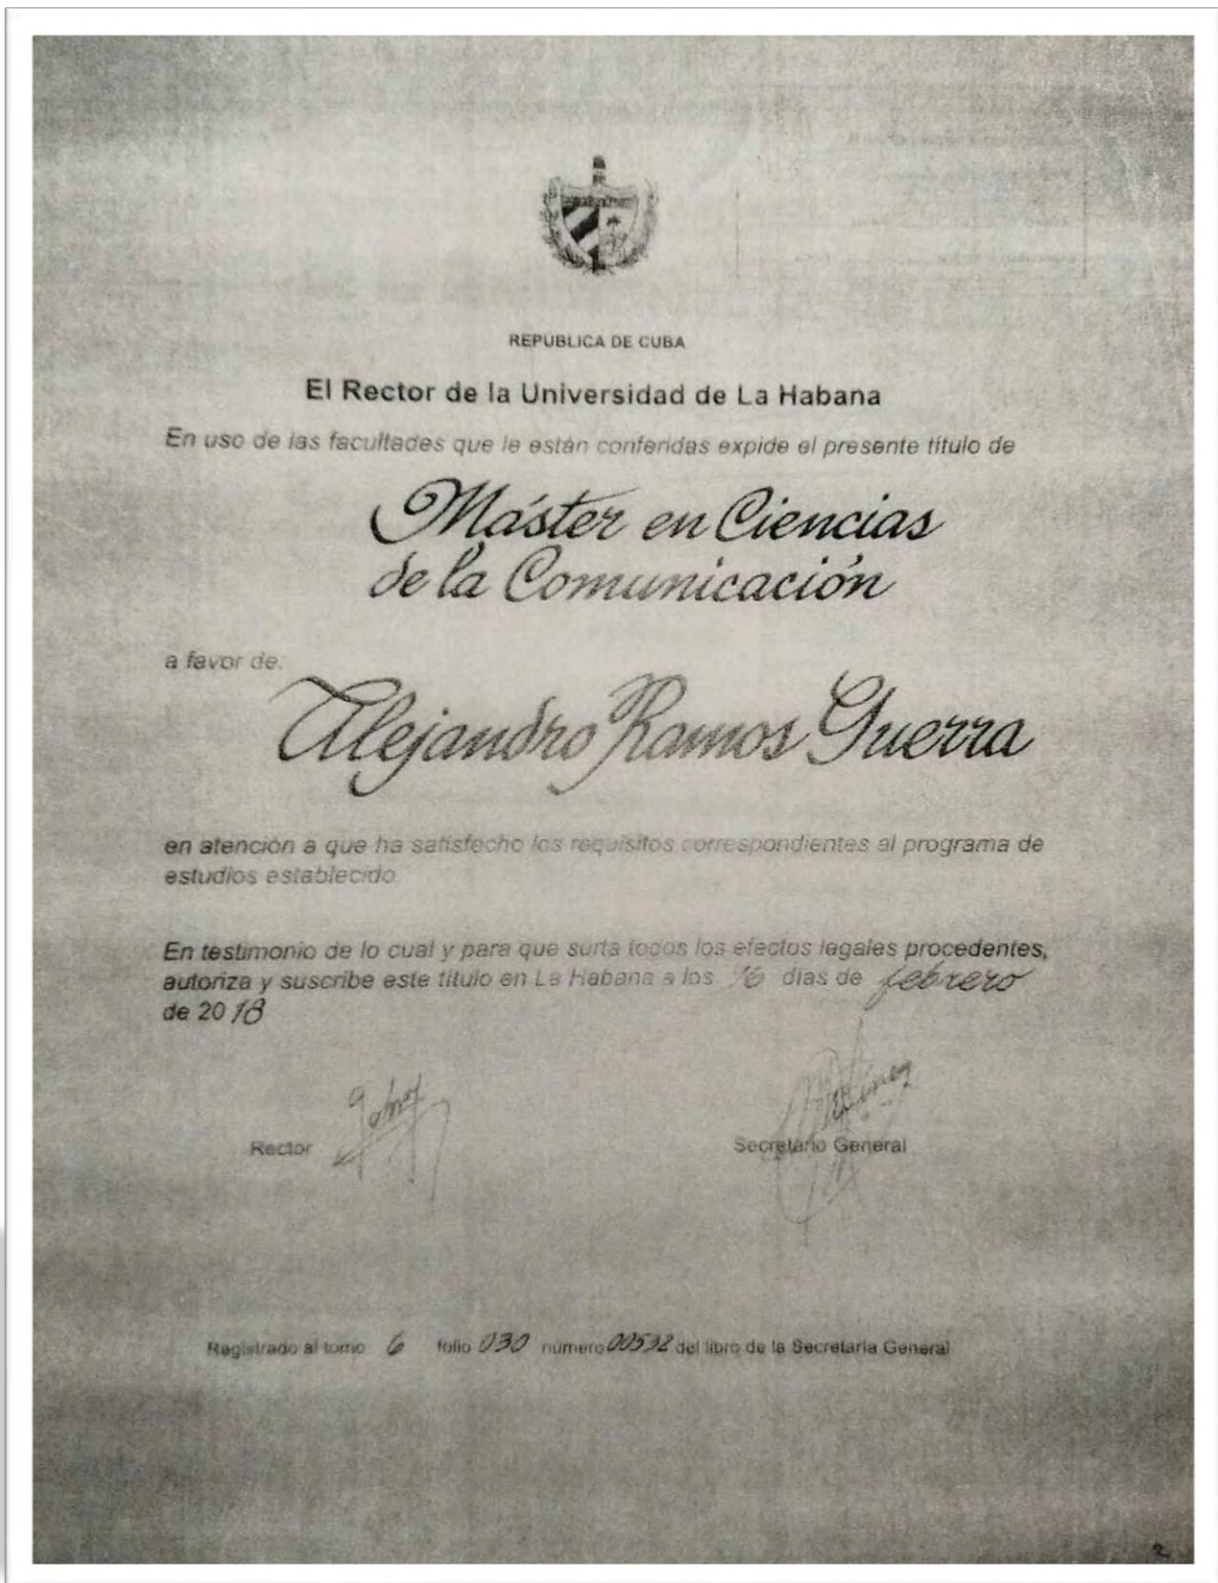 REPUBLICA DE CUBA
El Rector de la Universidad de La Habana
En uso de las facultades que le están conferidas expide el presente título de
Máster en Ciencias
de la Comunicación
a favor de:
Alejandro Ramos Guerra
en atención a que ha satisfecho los requisitos correspondientes al programa de
estudios establecido
En testimonio de lo cual y para que surta todos los efectos legales procedentes,
autoriza y suscribe este título en La Habana a los 16 días de febrero
de 2018
Rector
Secretario General
Registrado al tomo 6 folio 030 número 00532 del libro de la Secretaría General
2